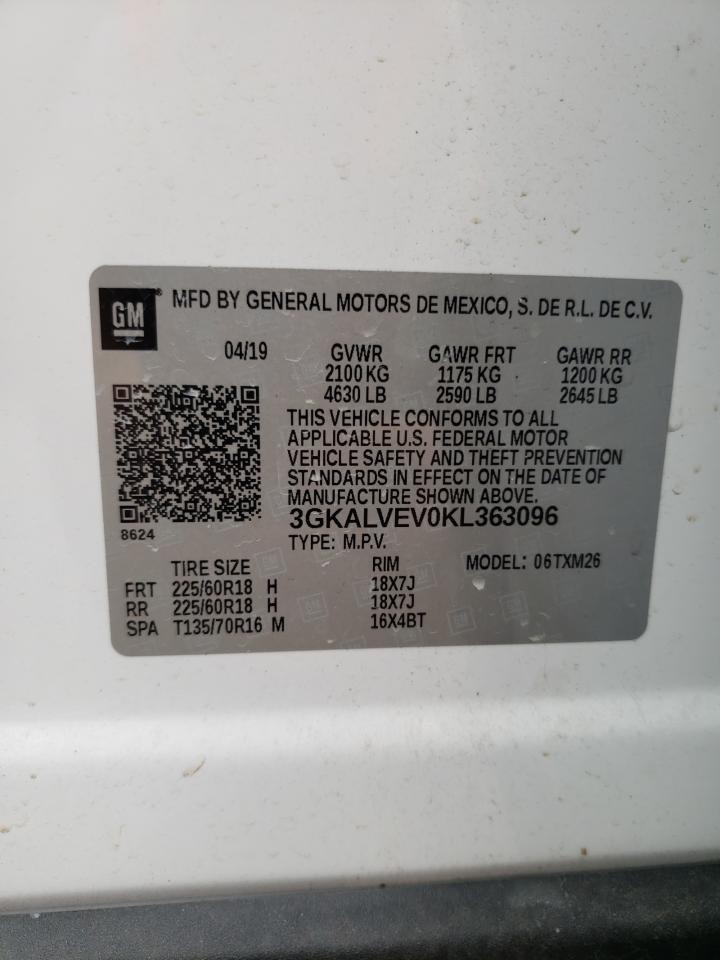 GM ® MFD BY GENERAL MOTORS DE MEXICO, S. DE R.L. DE C.V.
04/19 GVWR GAWR FRT GAWR RR
2100 KG 1175 KG 1200 KG
4630 LB 2590 LB 2645 LB
THIS VEHICLE CONFORMS TO ALL
APPLICABLE U.S. FEDERAL MOTOR
VEHICLE SAFETY AND THEFT PREVENTION
STANDARDS IN EFFECT ON THE DATE OF
MANUFACTURE SHOWN ABOVE.
8624 3GKALVEV0KL363096
TYPE: M.P.V.
TIRE SIZE RIM MODEL: 06TXM26
FRT 225/60R18 H 18X7J
RR 225/60R18 H 18X7J
SPA T135/70R16 M 16X4BT